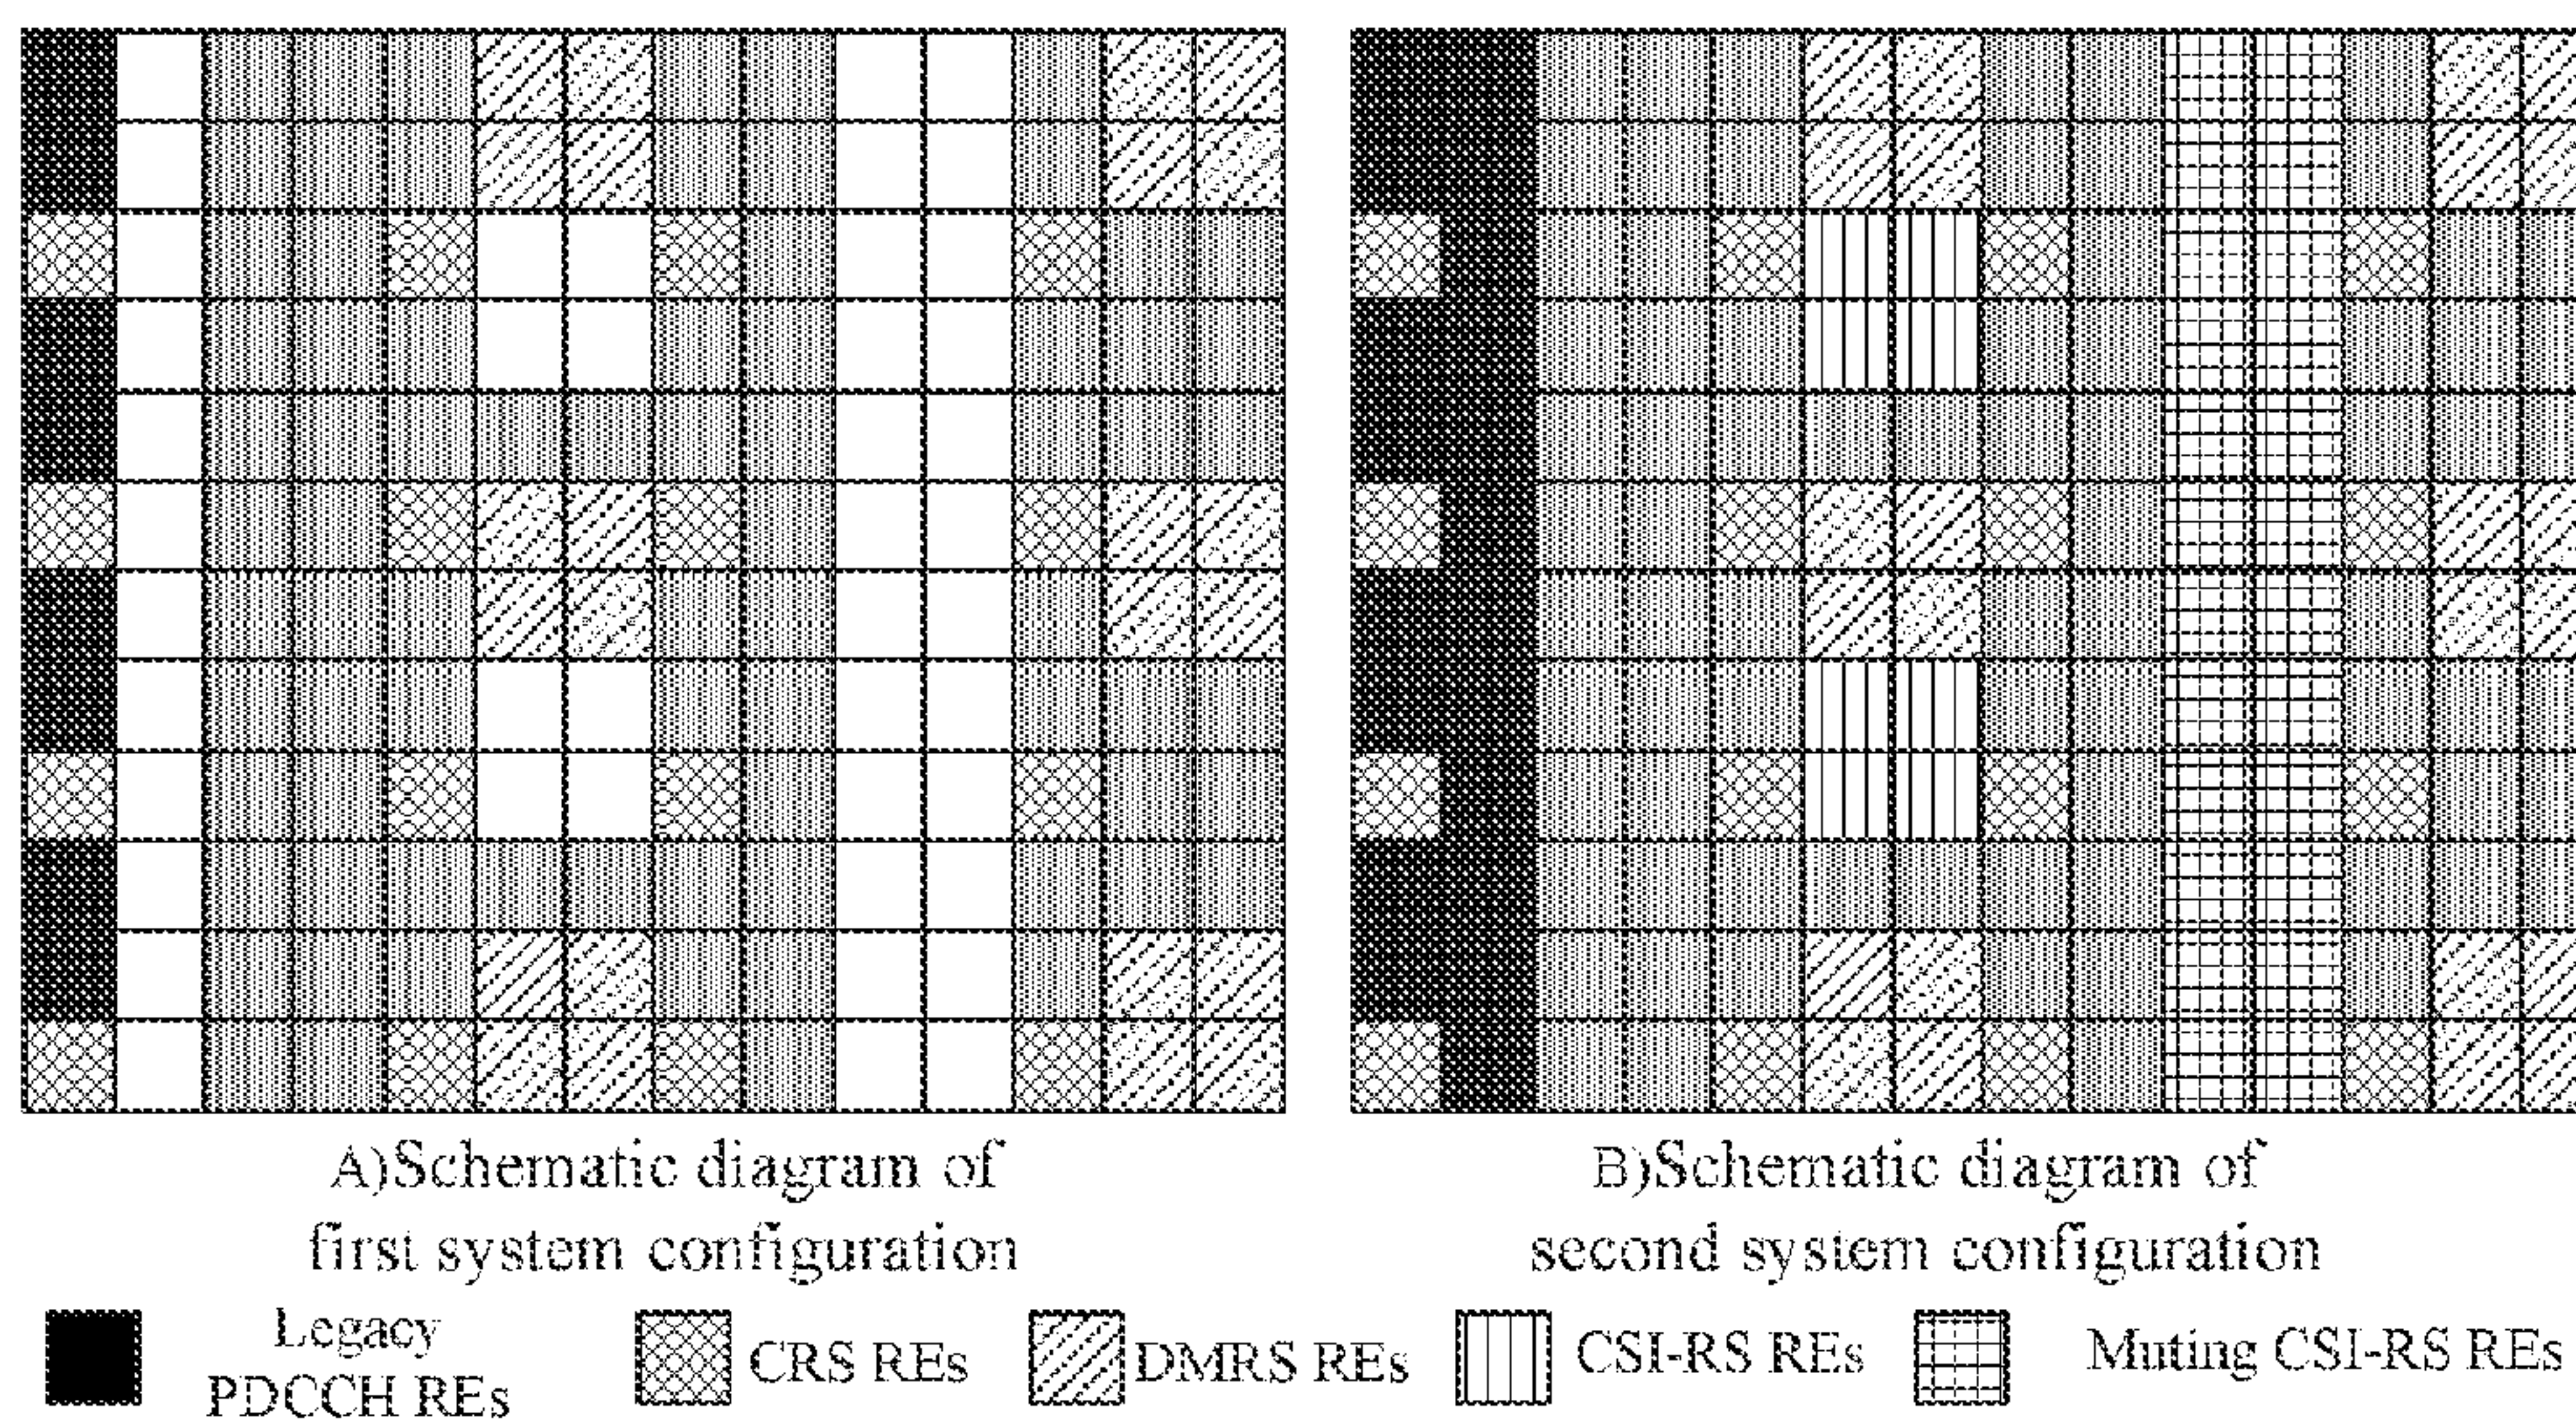 A)Schematic diagram of
first system configuration
B)Schematic diagram of
second system configuration
Legacy
PDCCH REs
CRS REs
DMRS REs
CSI-RS REs
Muting CSI-RS REs